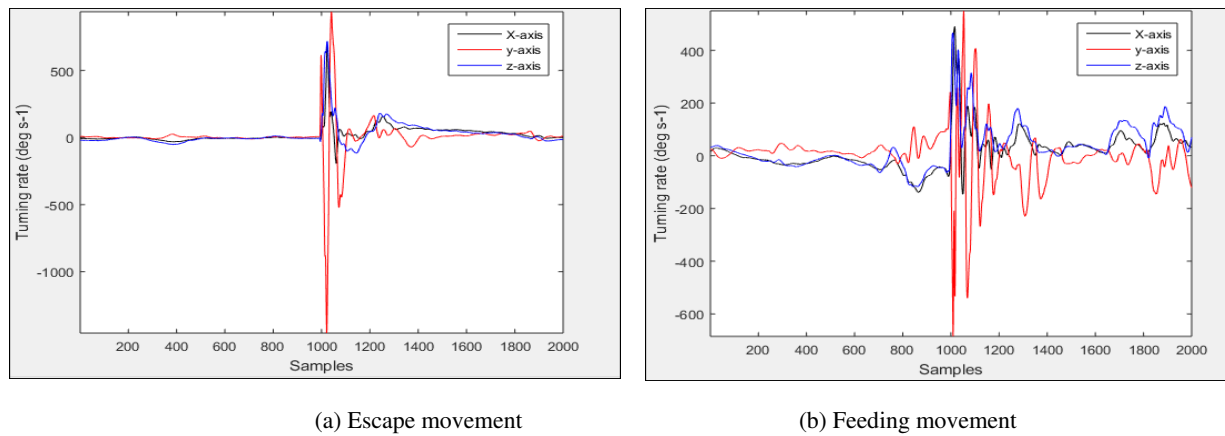 X-axis
y-axis
z-axis
500
0
-500
-1000
Turning rate (deg s-1)
200 400 600 800 1000 1200 1400 1600 1800 2000
Samples
(a) Escape movement
X-axis
y-axis
z-axis
400
200
0
-200
-400
-600
Turning rate (deg s-1)
200 400 600 800 1000 1200 1400 1600 1800 2000
Samples
(b) Feeding movement